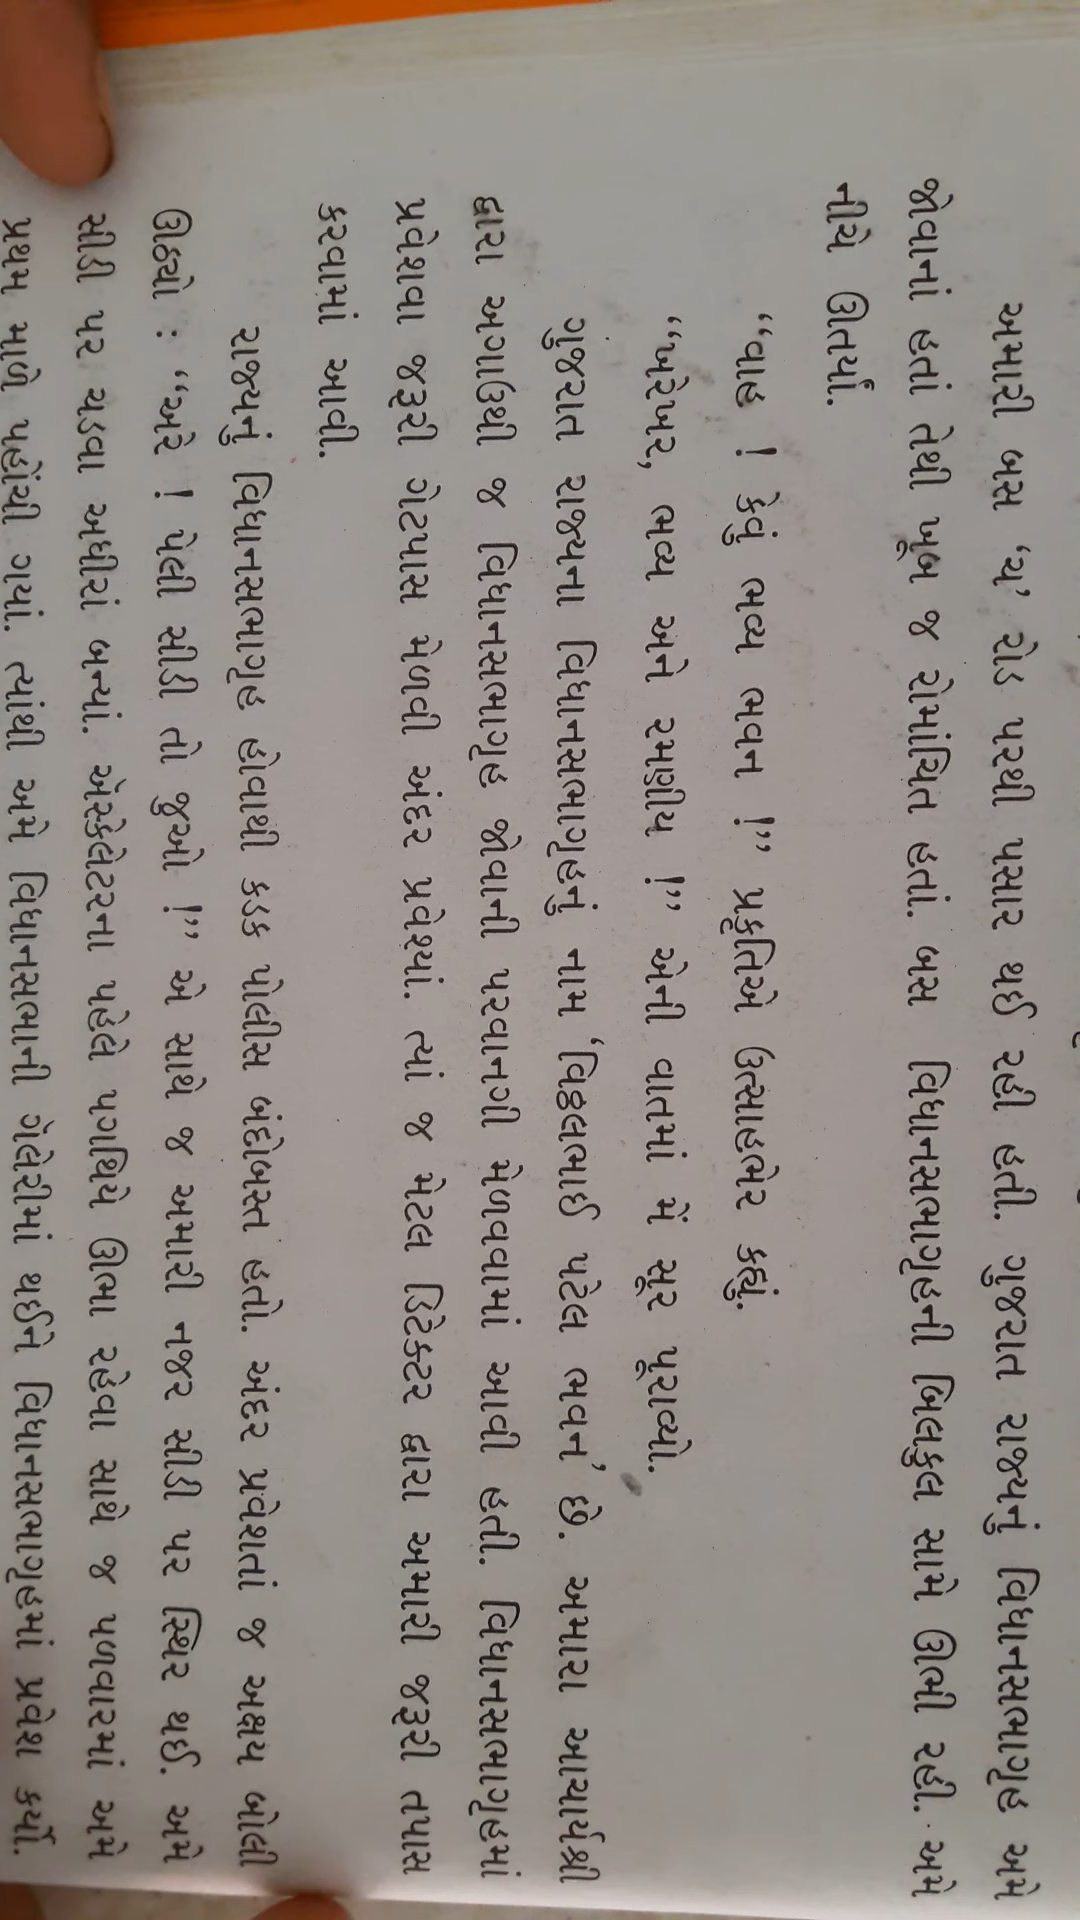 અમારી બસ ‘ચ’ રોડ પરથી પસાર થઈ રહી હતી. ગુજરાત રાજ્યનું વિધાનસભાગૃહ અમે
જોવાનાં હતાં તેથી ખૂબ જ રોમાંચિત હતાં. બસ વિધાનસભાગૃહની બિલકુલ સામે ઊભી રહી. અમે
નીચે ઊતર્યાં.
“વાહ ! કેવું ભવ્ય ભવન !” પ્રકૃતિએ ઉત્સાહભેર કહ્યું.
“ખરેખર, ભવ્ય અને રમણીય !” એની વાતમાં મેં સૂર પૂરાવ્યો.
ગુજરાત રાજ્યના વિધાનસભાગૃહનું નામ ‘વિઠ્ઠલભાઈ પટેલ ભવન’ છે. અમારા આચાર્યશ્રી
દ્વારા અગાઉથી જ વિધાનસભાગૃહ જોવાની પરવાનગી મેળવવામાં આવી હતી. વિધાનસભાગૃહમાં
પ્રવેશવા જરૂરી ગેટપાસ મેળવી અંદર પ્રવેશ્યાં. ત્યાં જ મેટલ ડિટેક્ટર દ્વારા અમારી જરૂરી તપાસ
કરવામાં આવી.
રાજ્યનું વિધાનસભાગૃહ હોવાથી કડક પોલીસ બંદોબસ્ત હતો. અંદર પ્રવેશતાં જ અક્ષય બોલી
ઊઠ્યો : “અરે ! પેલી સીડી તો જુઓ !” એ સાથે જ અમારી નજર સીડી પર સ્થિર થઈ. અમે
સીડી પર ચડવા અધીરાં બન્યાં. એસ્કેલેટરના પહેલે પગથિયે ઊભા રહેવા સાથે જ પળવારમાં અમે
પ્રથમ માળે પહોંચી ગયાં. ત્યાંથી અમે વિધાનસભાની ગેલેરીમાં થઈને વિધાનસભાગૃહમાં પ્રવેશ કર્યો.